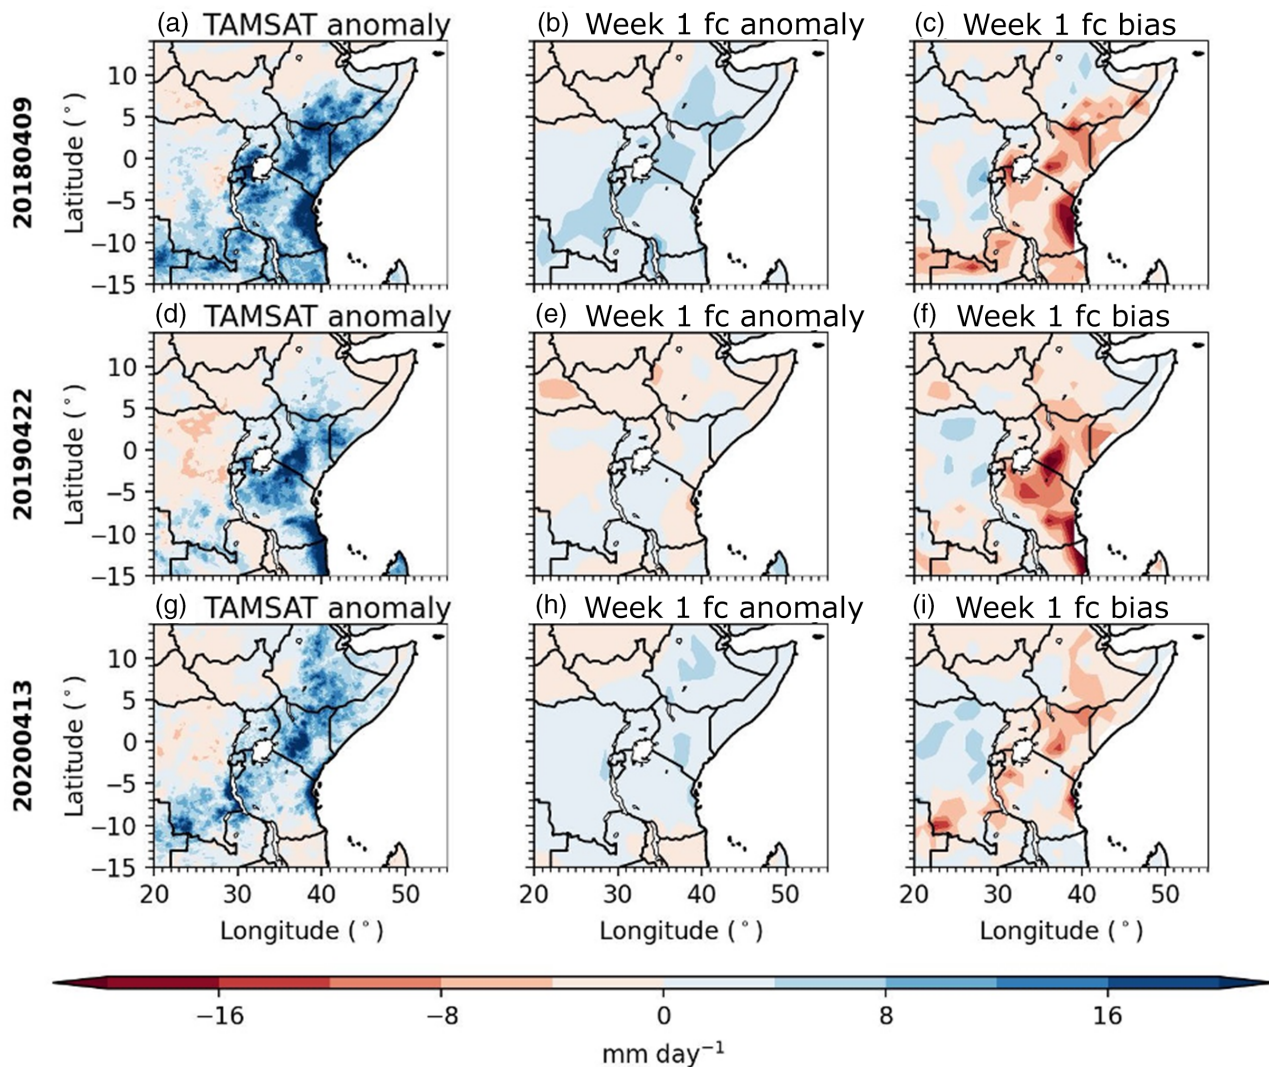 (a) TAMSAT anomaly (b) Week 1 fc anomaly (c) Week 1 fc bias
20180409
Latitude (°)
10
5
0
−5
−10
−15
(d) TAMSAT anomaly (e) Week 1 fc anomaly (f) Week 1 fc bias
20190422
Latitude (°)
10
5
0
−5
−10
−15
(g) TAMSAT anomaly (h) Week 1 fc anomaly (i) Week 1 fc bias
20200413
Latitude (°)
10
5
0
−5
−10
−15
20 30 40 50 20 30 40 50 20 30 40 50
Longitude (°) Longitude (°) Longitude (°)
−16 −8 0 8 16
mm day⁻¹